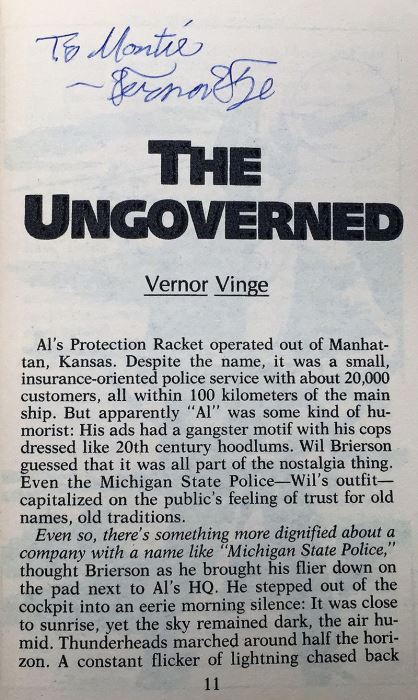 To Montie
~ Vernor Vinge
THE
UNGOVERNED
Vernor Vinge
Al's Protection Racket operated out of Manhat-
tan, Kansas. Despite the name, it was a small,
insurance-oriented police service with about 20,000
customers, all within 100 kilometers of the main
ship. But apparently "Al" was some kind of hu-
morist: His ads had a gangster motif with his cops
dressed like 20th century hoodlums. Wil Brierson
guessed that it was all part of the nostalgia thing.
Even the Michigan State Police—Wil's outfit—
capitalized on the public's feeling of trust for old
names, old traditions.
Even so, there's something more dignified about a
company with a name like "Michigan State Police,"
thought Brierson as he brought his flier down on
the pad next to Al's HQ. He stepped out of the
cockpit into an eerie morning silence: It was close
to sunrise, yet the sky remained dark, the air hu-
mid. Thunderheads marched around half the hori-
zon. A constant flicker of lightning chased back
11